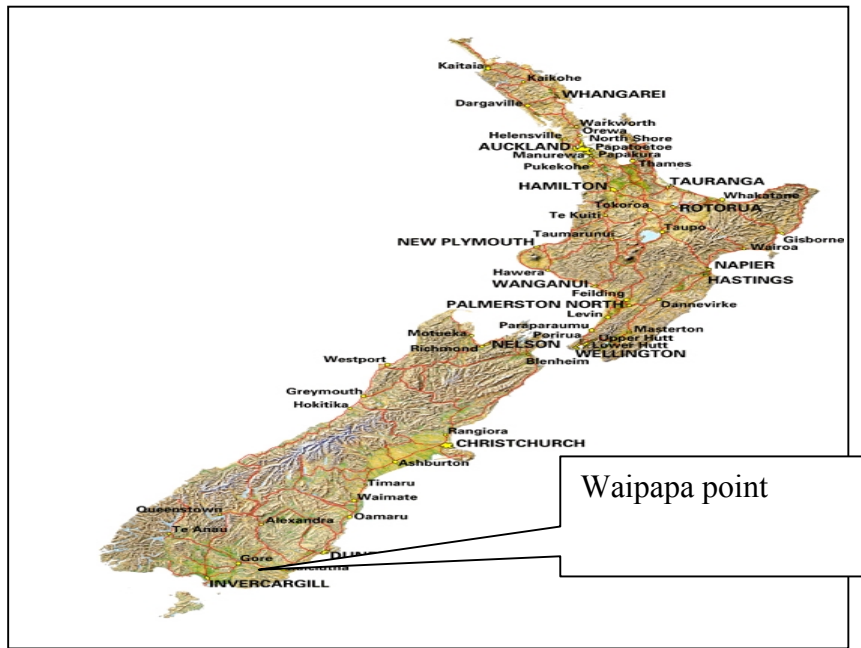 Kaitaia
Kaikohe
WHANGAREI
Dargaville
Warkworth
Orewa
Helensville
North Shore
AUCKLAND
Papatoetoe
Manurewa
Papakura
Pukekohe
Thames
HAMILTON
TAURANGA
Whakatane
Tokoroa
ROTORUA
Te Kuiti
Taumarunui
Taupo
NEW PLYMOUTH
Gisborne
Wairoa
Hawera
NAPIER
WANGANUI
HASTINGS
Feilding
PALMERSTON NORTH
Dannevirke
Levin
Paraparaumu
Masterton
Porirua
Upper Hutt
Lower Hutt
WELLINGTON
Motueka
Richmond
NELSON
Blenheim
Westport
Greymouth
Hokitika
Rangiora
CHRISTCHURCH
Ashburton
Timaru
Waimate
Queenstown
Oamaru
Alexandra
Te Anau
Gore
INVERCARGILL
Waipapa point